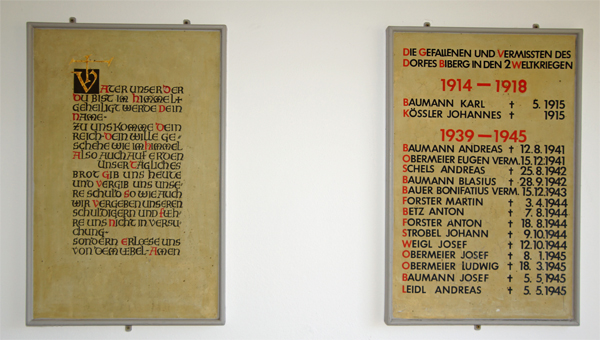 VATER UNSER DER
DU BIST IM HIMMEL+
GEHEILIGT WERDE DEIN
NAME-
ZU UNS KOMME DEIN
REICH-DEIN WILLE GE-
SCHEHE WIE IM HIMMEL
ALSO AUCH AUF ERDEN
UNSER TÄGLICHES
BROT GIB UNS HEUTE
UND VERGIB UNS UNSE-
RE SCHULD SO WIE AUCH
WIR VERGEBEN UNSEREN
SCHULDIGERN UND FÜH-
RE UNS NICHT IN VERSU-
CHUNG-
SONDERN ERLOESE UNS
VON DEM ÜBEL-AMEN
DIE GEFALLENEN UND VERMISSTEN DES
DORFES BIBERG IN DEN 2 WELTKRIEGEN
1914 — 1918
BAUMANN KARL † 5. 1915
KÖSSLER JOHANNES † 1915
1939 — 1945
BAUMANN ANDREAS † 12. 8. 1941
OBERMEIER EUGEN VERM. 15. 12. 1941
SCHELS ANDREAS † 25. 8. 1942
BAUMANN BLASIUS † 28. 9. 1942
BAUER BONIFATIUS VERM. 15. 12. 1943
FORSTER MARTIN † 3. 4. 1944
BETZ ANTON † 7. 8. 1944
FORSTER ANTON † 18. 8. 1944
STROBEL JOHANN † 9. 10. 1944
WEIGL JOSEF † 12. 10. 1944
OBERMEIER JOSEF † 8. 1. 1945
OBERMEIER LUDWIG † 18. 3. 1945
BAUMANN JOSEF † 5. 5. 1945
LEIDL ANDREAS † 5. 5. 1945